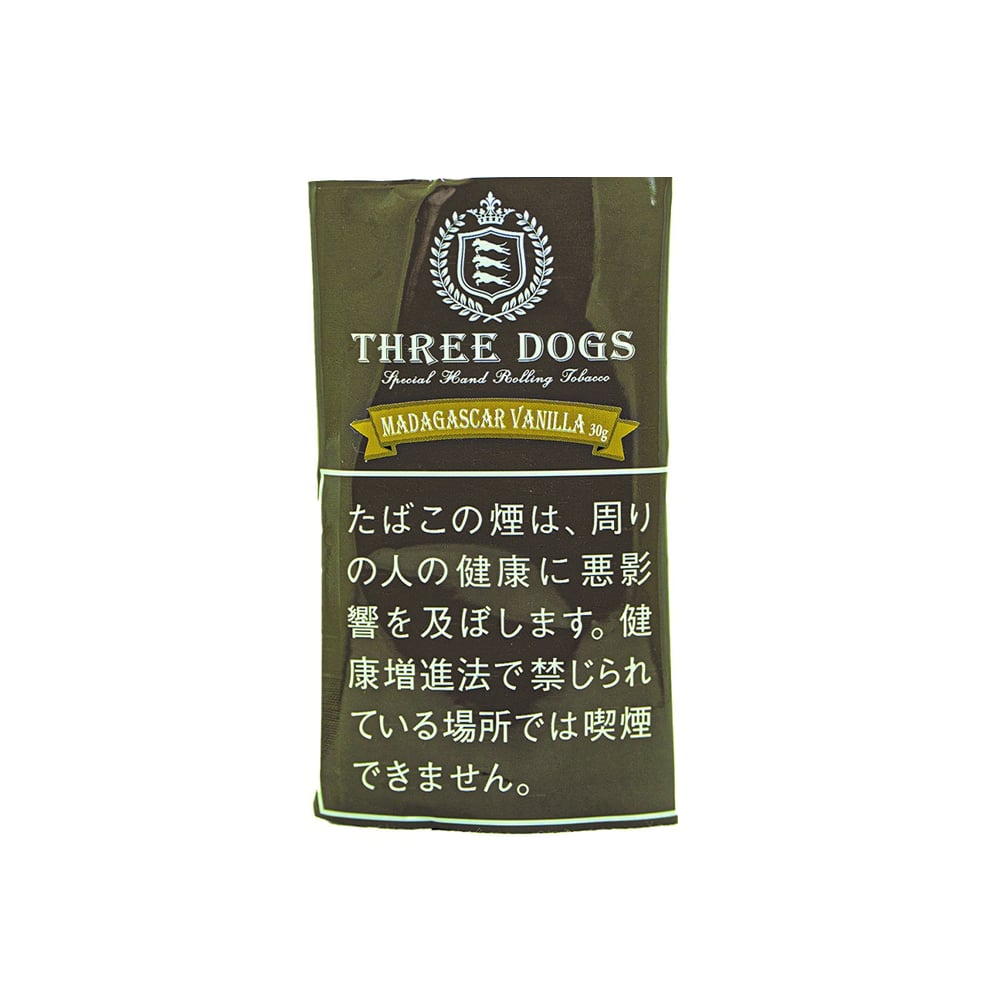 THREE DOGS
Special Hand Rolling Tobacco
MADAGASCAR VANILLA 30g
たばこの煙は、周り
の人の健康に悪影
響を及ぼします。健
康増進法で禁じられ
ている場所では喫煙
できません。